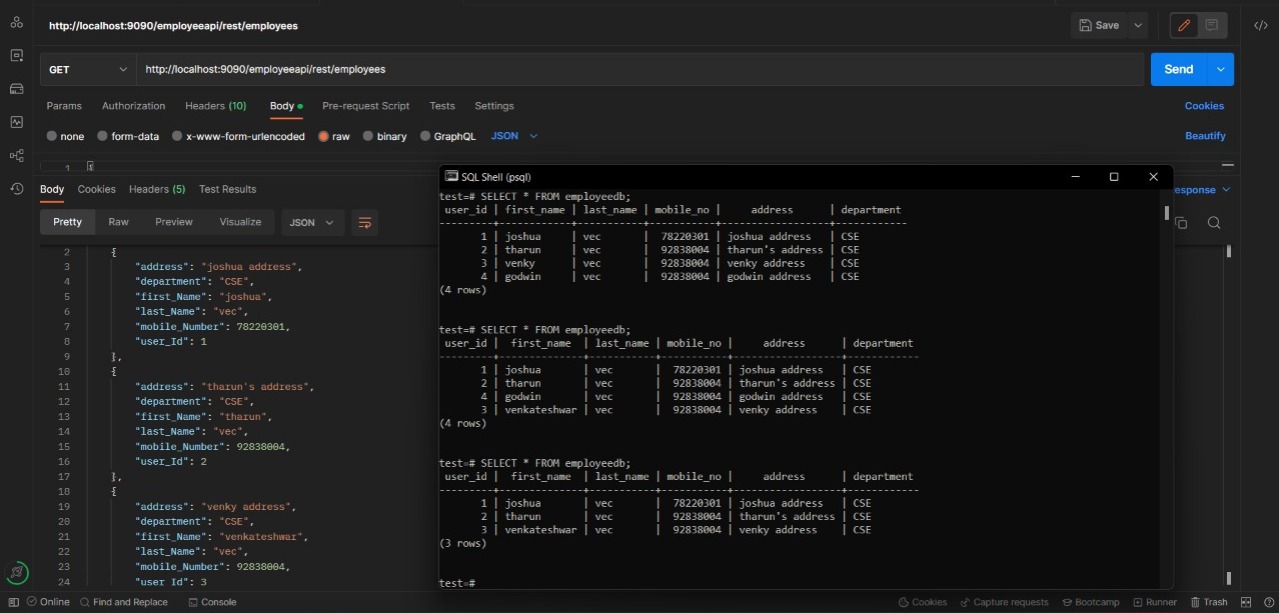 http://localhost:9090/employeeapi/rest/employees
Save
GET http://localhost:9090/employeeapi/rest/employees Send
Params Authorization Headers (10) Body Pre-request Script Tests Settings Cookies
none form-data x-www-form-urlencoded raw binary GraphQL JSON Beautify
1 {
Body Cookies Headers (5) Test Results
Pretty Raw Preview Visualize JSON
2 {
3 "address": "joshua address",
4 "department": "CSE",
5 "first_Name": "joshua",
6 "last_Name": "vec",
7 "mobile_Number": 78220301,
8 "user_Id": 1
9 },
10 {
11 "address": "tharun's address",
12 "department": "CSE",
13 "first_Name": "tharun",
14 "last_Name": "vec",
15 "mobile_Number": 92838004,
16 "user_Id": 2
17 },
18 {
19 "address": "venky address",
20 "department": "CSE",
21 "first_Name": "venkateshwar",
22 "last_Name": "vec",
23 "mobile_Number": 92838004,
24 "user_Id": 3
SQL Shell (psql)
esponse
test=# SELECT * FROM employeedb;
user_id | first_name | last_name | mobile_no | address | department
---------+------------+-----------+-----------+------------------+------------
1 | joshua | vec | 78220301 | joshua address | CSE
2 | tharun | vec | 92838004 | tharun's address | CSE
3 | venky | vec | 92838004 | venky address | CSE
4 | godwin | vec | 92838004 | godwin address | CSE
(4 rows)
test=# SELECT * FROM employeedb;
user_id | first_name | last_name | mobile_no | address | department
---------+--------------+-----------+-----------+------------------+------------
1 | joshua | vec | 78220301 | joshua address | CSE
2 | tharun | vec | 92838004 | tharun's address | CSE
4 | godwin | vec | 92838004 | godwin address | CSE
3 | venkateshwar | vec | 92838004 | venky address | CSE
(4 rows)
test=# SELECT * FROM employeedb;
user_id | first_name | last_name | mobile_no | address | department
---------+--------------+-----------+-----------+------------------+------------
1 | joshua | vec | 78220301 | joshua address | CSE
2 | tharun | vec | 92838004 | tharun's address | CSE
3 | venkateshwar | vec | 92838004 | venky address | CSE
(3 rows)
test=#
Online Find and Replace Console Cookies Capture requests Bootcamp Runner Trash